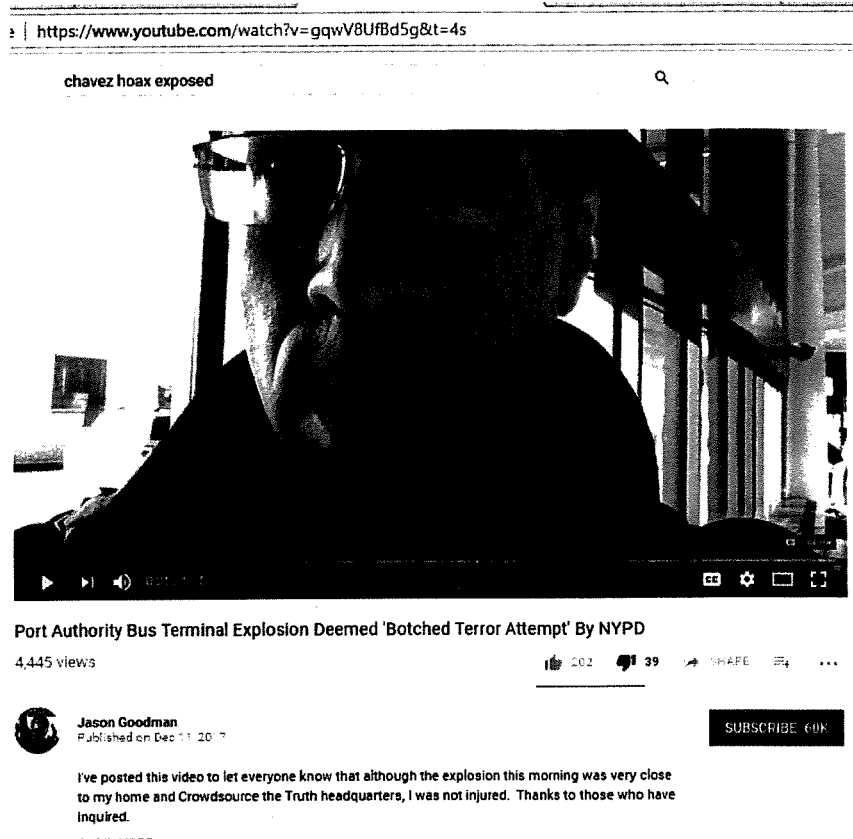 https://www.youtube.com/watch?v=gqwV8UfBd5g&t=4s
chavez hoax exposed
CC
Port Authority Bus Terminal Explosion Deemed 'Botched Terror Attempt' By NYPD
4,445 views
202 39 SHARE
Jason Goodman
SUBSCRIBE 60K
Published on Dec 11 2017
I've posted this video to let everyone know that although the explosion this morning was very close
to my home and Crowdsource the Truth headquarters, I was not injured. Thanks to those who have
inquired.